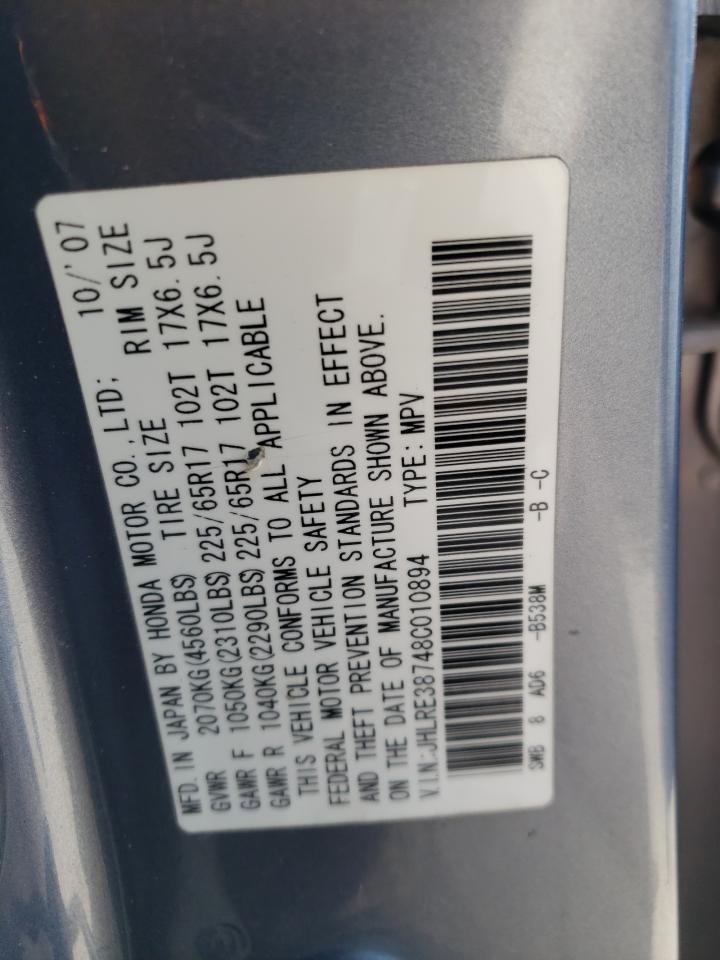 MFD. IN JAPAN BY HONDA MOTOR CO., LTD; 10/'07
GVWR 2070KG(4560LBS) TIRE SIZE RIM SIZE
GAWR F 1050KG(2310LBS) 225/65R17 102T 17X6.5J
GAWR R 1040KG(2290LBS) 225/65R17 102T 17X6.5J
THIS VEHICLE CONFORMS TO ALL APPLICABLE
FEDERAL MOTOR VEHICLE SAFETY
AND THEFT PREVENTION STANDARDS IN EFFECT
ON THE DATE OF MANUFACTURE SHOWN ABOVE.
V.I.N:JHLRE38748C010894 TYPE: MPV
SWB 8 AD6 -B538M -B -C